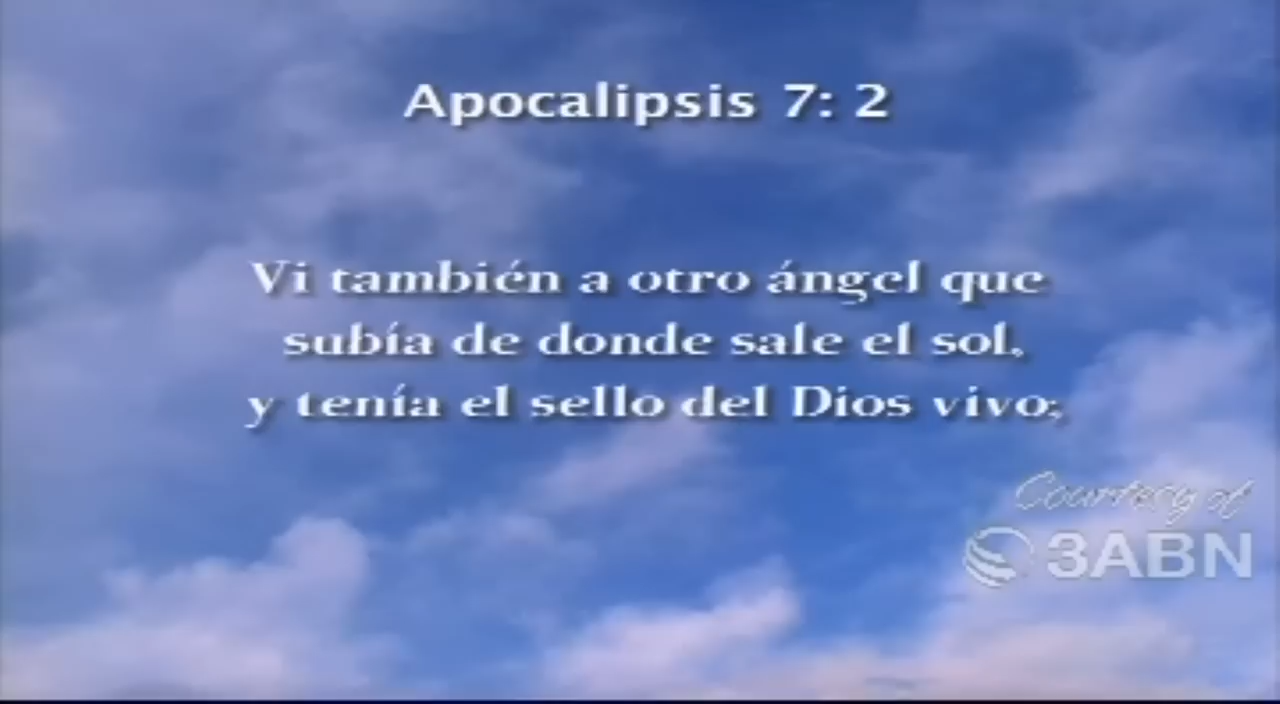 Apocalipsis 7: 2
Vi también a otro ángel que
subía de donde sale el sol,
y tenía el sello del Dios vivo;
Courtesy of
3ABN